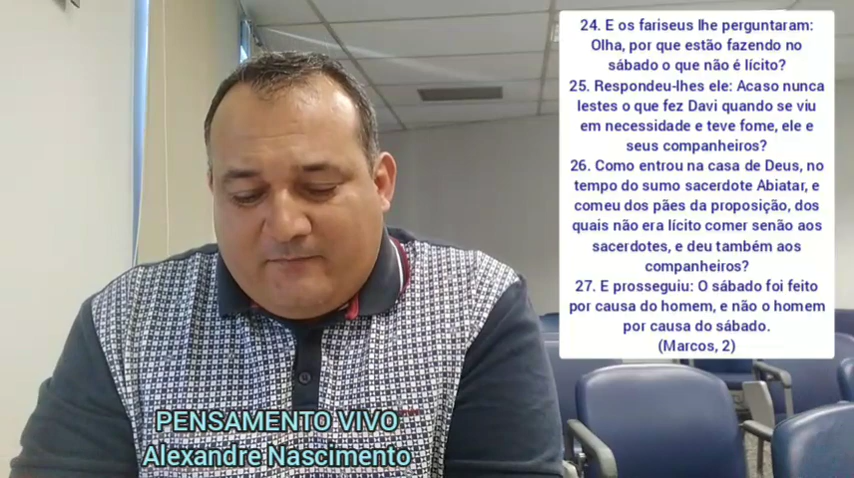 24. E os fariseus lhe perguntaram:
Olha, por que estão fazendo no
sábado o que não é lícito?
25. Respondeu-lhes ele: Acaso nunca
lestes o que fez Davi quando se viu
em necessidade e teve fome, ele e
seus companheiros?
26. Como entrou na casa de Deus, no
tempo do sumo sacerdote Abiatar, e
comeu dos pães da proposição, dos
quais não era lícito comer senão aos
sacerdotes, e deu também aos
companheiros?
27. E prosseguiu: O sábado foi feito
por causa do homem, e não o homem
por causa do sábado.
(Marcos, 2)
PENSAMENTO VIVO
Alexandre Nascimento